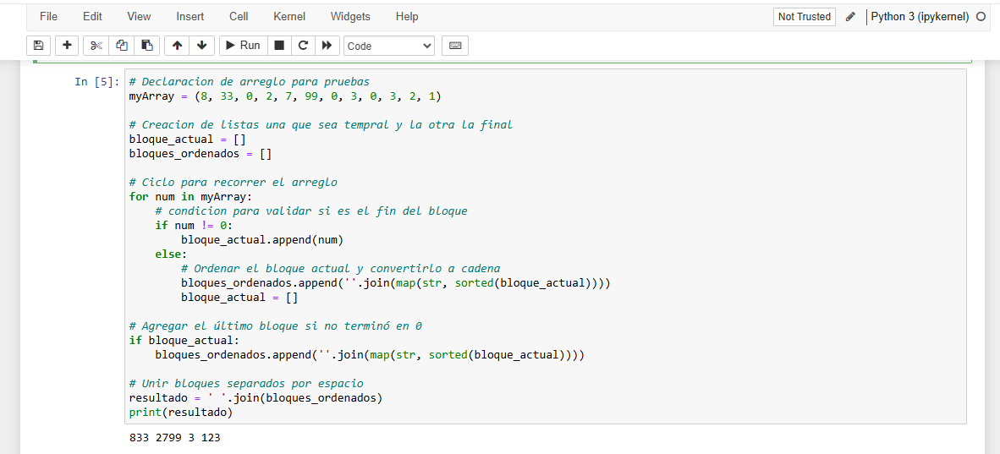 File Edit View Insert Cell Kernel Widgets Help Not Trusted Python 3 (ipykernel)
Run Code
In [5]: # Declaracion de arreglo para pruebas
myArray = (8, 33, 0, 2, 7, 99, 0, 3, 0, 3, 2, 1)
# Creacion de listas una que sea tempral y la otra la final
bloque_actual = []
bloques_ordenados = []
# Ciclo para recorrer el arreglo
for num in myArray:
    # condicion para validar si es el fin del bloque
    if num != 0:
        bloque_actual.append(num)
    else:
        # Ordenar el bloque actual y convertirlo a cadena
        bloques_ordenados.append(''.join(map(str, sorted(bloque_actual))))
        bloque_actual = []
# Agregar el último bloque si no terminó en 0
if bloque_actual:
    bloques_ordenados.append(''.join(map(str, sorted(bloque_actual))))
# Unir bloques separados por espacio
resultado = ' '.join(bloques_ordenados)
print(resultado)
833 2799 3 123